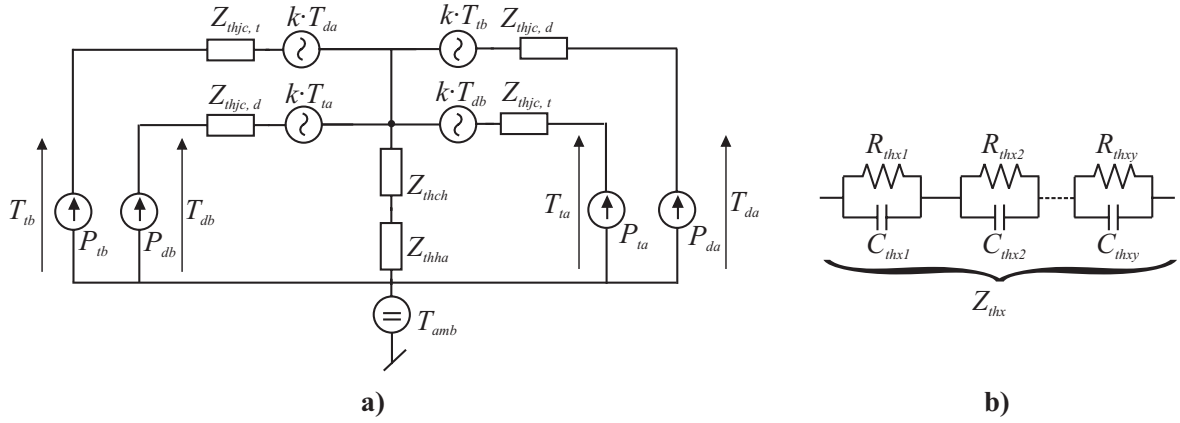 Z_thjc, t k·T_da k·T_tb Z_thjc, d
Z_thjc, d k·T_ta k·T_db Z_thjc, t
T_tb P_tb P_db T_db Z_thch T_ta P_ta P_da T_da
Z_thha
T_amb
a)
R_thx1 R_thx2 R_thxy
C_thx1 C_thx2 C_thxy
Z_thx
b)